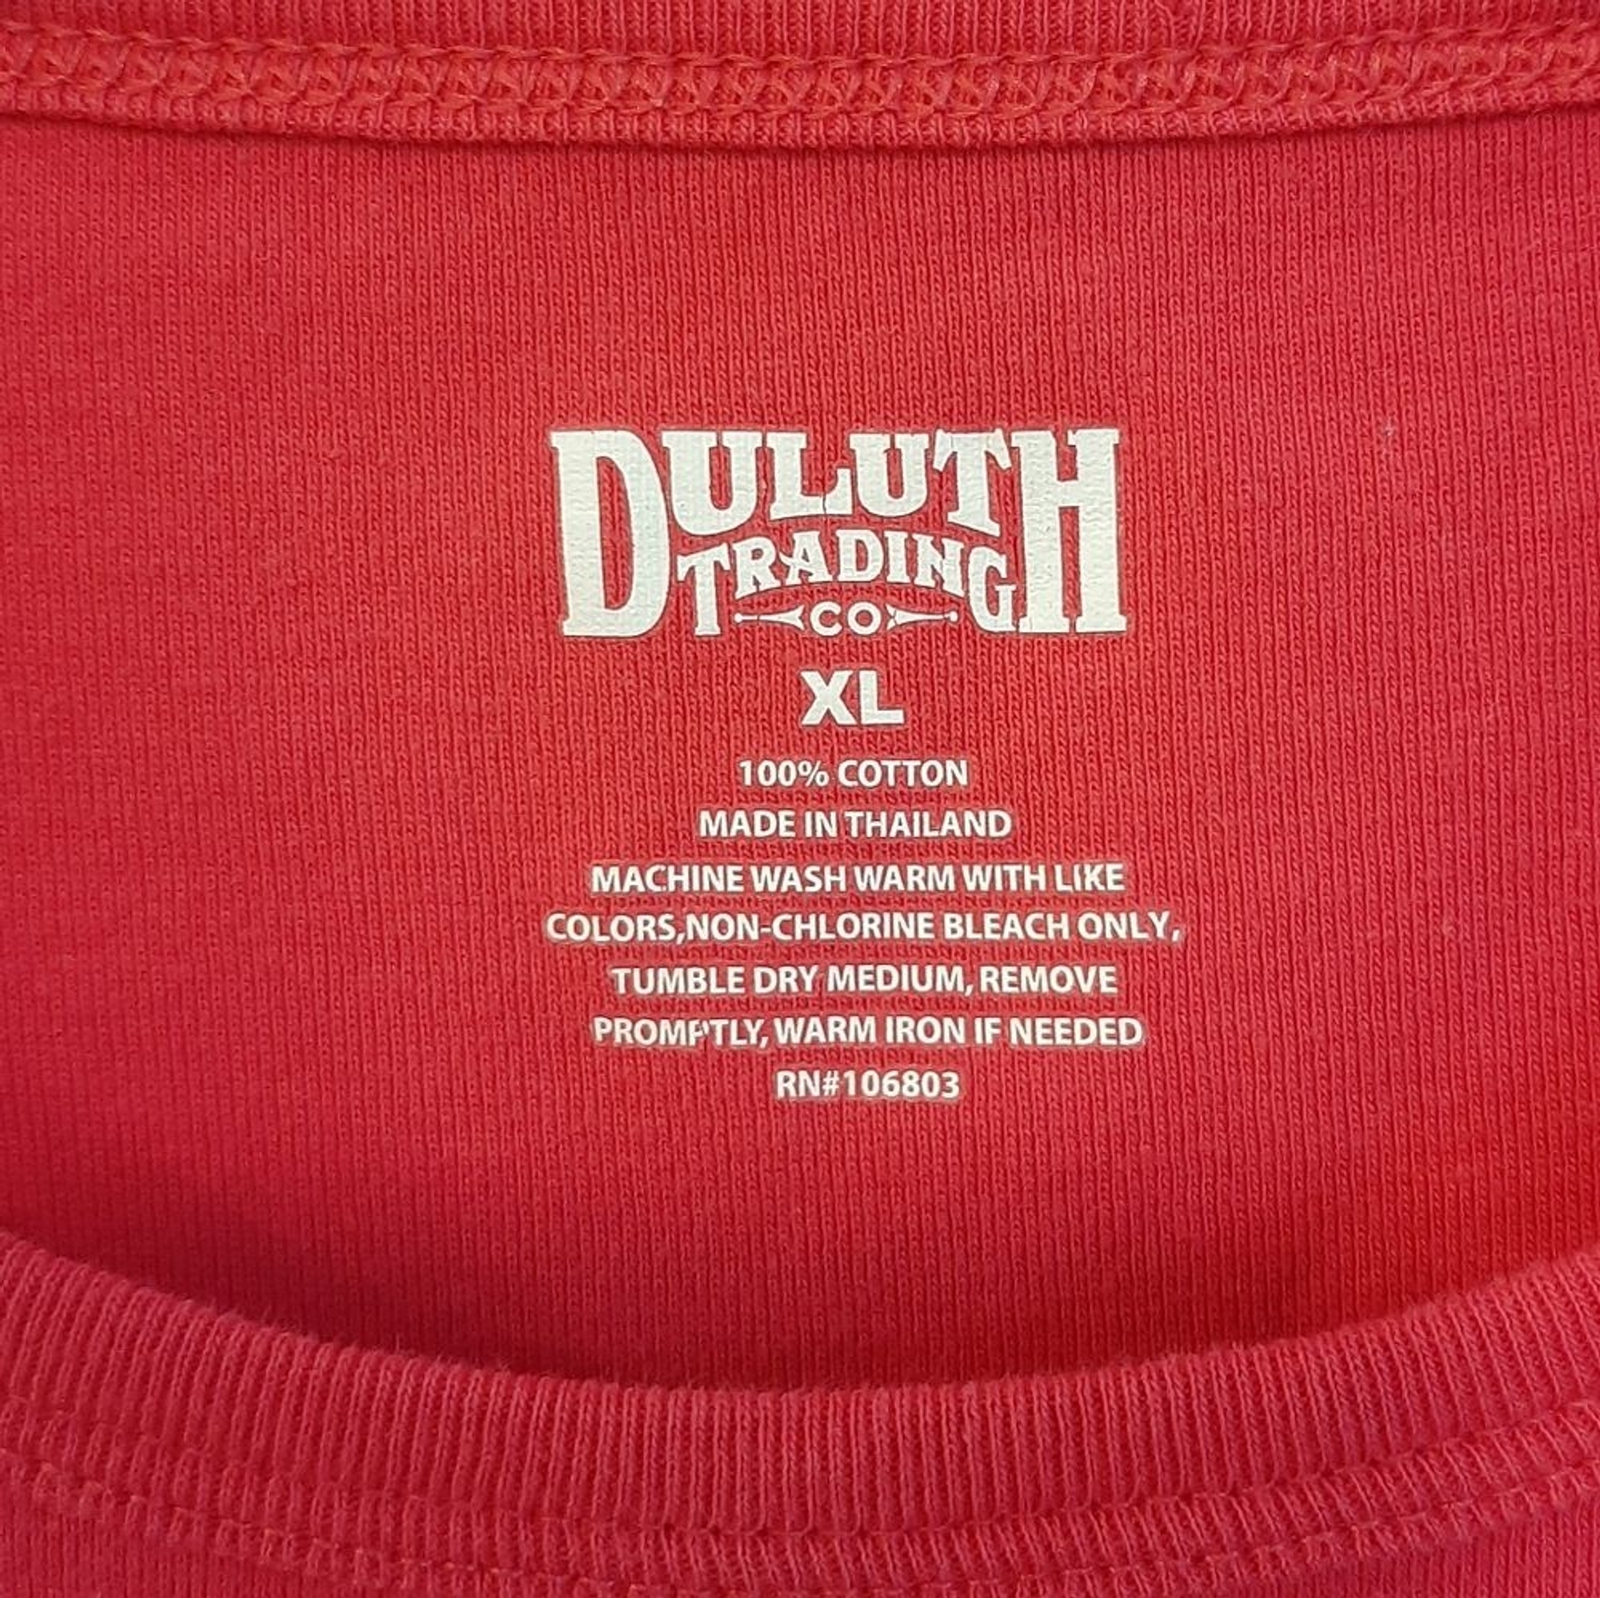 DULUTH
TRADING
CO
XL
100% COTTON
MADE IN THAILAND
MACHINE WASH WARM WITH LIKE
COLORS,NON-CHLORINE BLEACH ONLY,
TUMBLE DRY MEDIUM, REMOVE
PROMPTLY, WARM IRON IF NEEDED
RN#106803